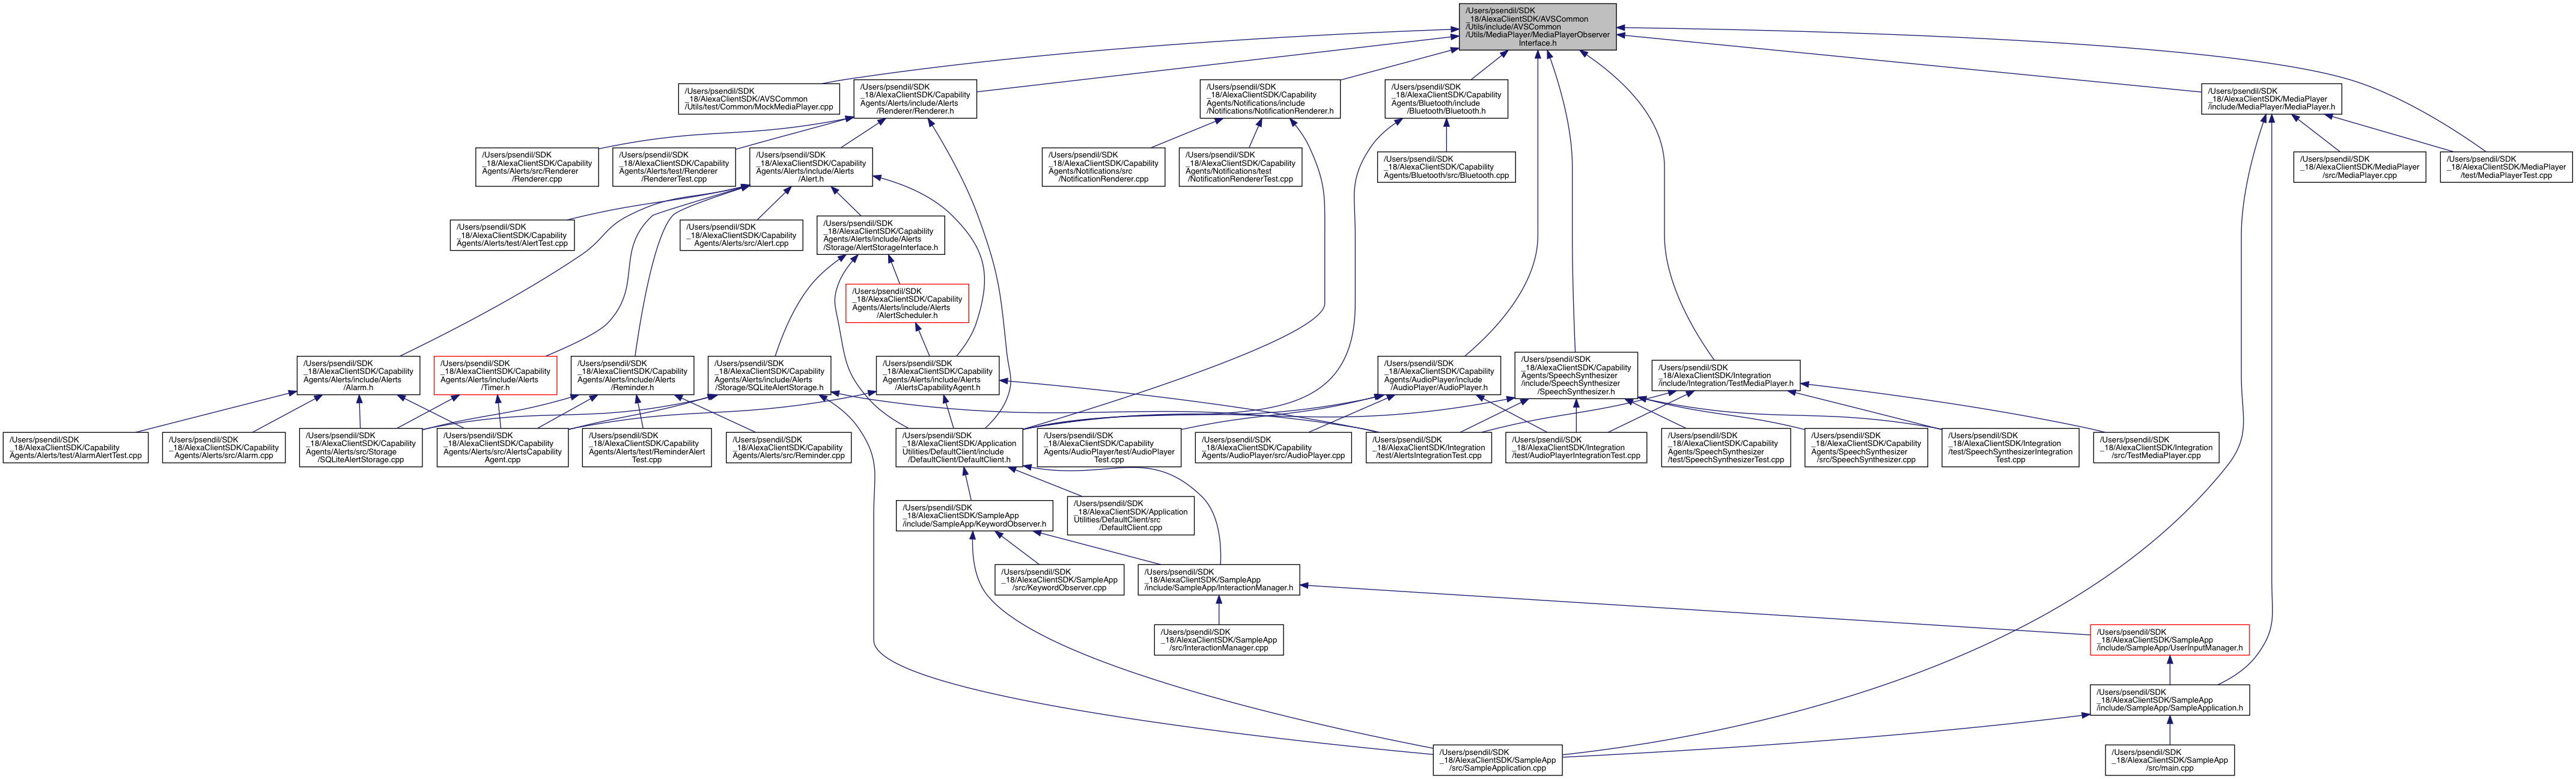 /Users/psendil/SDK
_18/AlexaClientSDK/AVSCommon
/Utils/include/AVSCommon
/Utils/MediaPlayer/MediaPlayerObserver
Interface.h
/Users/psendil/SDK
_18/AlexaClientSDK/AVSCommon
/Utils/test/Common/MockMediaPlayer.cpp
/Users/psendil/SDK
_18/AlexaClientSDK/Capability
Agents/Alerts/include/Alerts
/Renderer/Renderer.h
/Users/psendil/SDK
_18/AlexaClientSDK/Capability
Agents/Notifications/include
/Notifications/NotificationRenderer.h
/Users/psendil/SDK
_18/AlexaClientSDK/Capability
Agents/Bluetooth/include
/Bluetooth/Bluetooth.h
/Users/psendil/SDK
_18/AlexaClientSDK/MediaPlayer
/include/MediaPlayer/MediaPlayer.h
/Users/psendil/SDK
_18/AlexaClientSDK/Capability
Agents/Alerts/src/Renderer
/Renderer.cpp
/Users/psendil/SDK
_18/AlexaClientSDK/Capability
Agents/Alerts/test/Renderer
/RendererTest.cpp
/Users/psendil/SDK
_18/AlexaClientSDK/Capability
Agents/Alerts/include/Alerts
/Alert.h
/Users/psendil/SDK
_18/AlexaClientSDK/Capability
Agents/Notifications/src
/NotificationRenderer.cpp
/Users/psendil/SDK
_18/AlexaClientSDK/Capability
Agents/Notifications/test
/NotificationRendererTest.cpp
/Users/psendil/SDK
_18/AlexaClientSDK/Capability
Agents/Bluetooth/src/Bluetooth.cpp
/Users/psendil/SDK
_18/AlexaClientSDK/MediaPlayer
/src/MediaPlayer.cpp
/Users/psendil/SDK
_18/AlexaClientSDK/MediaPlayer
/test/MediaPlayerTest.cpp
/Users/psendil/SDK
_18/AlexaClientSDK/Capability
Agents/Alerts/test/AlertTest.cpp
/Users/psendil/SDK
_18/AlexaClientSDK/Capability
Agents/Alerts/src/Alert.cpp
/Users/psendil/SDK
_18/AlexaClientSDK/Capability
Agents/Alerts/include/Alerts
/Storage/AlertStorageInterface.h
/Users/psendil/SDK
_18/AlexaClientSDK/Capability
Agents/Alerts/include/Alerts
/AlertScheduler.h
/Users/psendil/SDK
_18/AlexaClientSDK/Capability
Agents/Alerts/include/Alerts
/Alarm.h
/Users/psendil/SDK
_18/AlexaClientSDK/Capability
Agents/Alerts/include/Alerts
/Timer.h
/Users/psendil/SDK
_18/AlexaClientSDK/Capability
Agents/Alerts/include/Alerts
/Reminder.h
/Users/psendil/SDK
_18/AlexaClientSDK/Capability
Agents/Alerts/include/Alerts
/Storage/SQLiteAlertStorage.h
/Users/psendil/SDK
_18/AlexaClientSDK/Capability
Agents/Alerts/include/Alerts
/AlertsCapabilityAgent.h
/Users/psendil/SDK
_18/AlexaClientSDK/Capability
Agents/AudioPlayer/include
/AudioPlayer/AudioPlayer.h
/Users/psendil/SDK
_18/AlexaClientSDK/Capability
Agents/SpeechSynthesizer
/include/SpeechSynthesizer
/SpeechSynthesizer.h
/Users/psendil/SDK
_18/AlexaClientSDK/Integration
/include/Integration/TestMediaPlayer.h
/Users/psendil/SDK
_18/AlexaClientSDK/Capability
Agents/Alerts/test/AlarmAlertTest.cpp
/Users/psendil/SDK
_18/AlexaClientSDK/Capability
Agents/Alerts/src/Alarm.cpp
/Users/psendil/SDK
_18/AlexaClientSDK/Capability
Agents/Alerts/src/Storage
/SQLiteAlertStorage.cpp
/Users/psendil/SDK
_18/AlexaClientSDK/Capability
Agents/Alerts/src/AlertsCapability
Agent.cpp
/Users/psendil/SDK
_18/AlexaClientSDK/Capability
Agents/Alerts/test/ReminderAlert
Test.cpp
/Users/psendil/SDK
_18/AlexaClientSDK/Capability
Agents/Alerts/src/Reminder.cpp
/Users/psendil/SDK
_18/AlexaClientSDK/Application
Utilities/DefaultClient/include
/DefaultClient/DefaultClient.h
/Users/psendil/SDK
_18/AlexaClientSDK/Capability
Agents/AudioPlayer/test/AudioPlayer
Test.cpp
/Users/psendil/SDK
_18/AlexaClientSDK/Capability
Agents/AudioPlayer/src/AudioPlayer.cpp
/Users/psendil/SDK
_18/AlexaClientSDK/Integration
/test/AlertsIntegrationTest.cpp
/Users/psendil/SDK
_18/AlexaClientSDK/Integration
/test/AudioPlayerIntegrationTest.cpp
/Users/psendil/SDK
_18/AlexaClientSDK/Capability
Agents/SpeechSynthesizer
/test/SpeechSynthesizerTest.cpp
/Users/psendil/SDK
_18/AlexaClientSDK/Capability
Agents/SpeechSynthesizer
/src/SpeechSynthesizer.cpp
/Users/psendil/SDK
_18/AlexaClientSDK/Integration
/test/SpeechSynthesizerIntegration
Test.cpp
/Users/psendil/SDK
_18/AlexaClientSDK/Integration
/src/TestMediaPlayer.cpp
/Users/psendil/SDK
_18/AlexaClientSDK/SampleApp
/include/SampleApp/KeywordObserver.h
/Users/psendil/SDK
_18/AlexaClientSDK/Application
Utilities/DefaultClient/src
/DefaultClient.cpp
/Users/psendil/SDK
_18/AlexaClientSDK/SampleApp
/src/KeywordObserver.cpp
/Users/psendil/SDK
_18/AlexaClientSDK/SampleApp
/include/SampleApp/InteractionManager.h
/Users/psendil/SDK
_18/AlexaClientSDK/SampleApp
/src/InteractionManager.cpp
/Users/psendil/SDK
_18/AlexaClientSDK/SampleApp
/include/SampleApp/UserInputManager.h
/Users/psendil/SDK
_18/AlexaClientSDK/SampleApp
/include/SampleApp/SampleApplication.h
/Users/psendil/SDK
_18/AlexaClientSDK/SampleApp
/src/SampleApplication.cpp
/Users/psendil/SDK
_18/AlexaClientSDK/SampleApp
/src/main.cpp